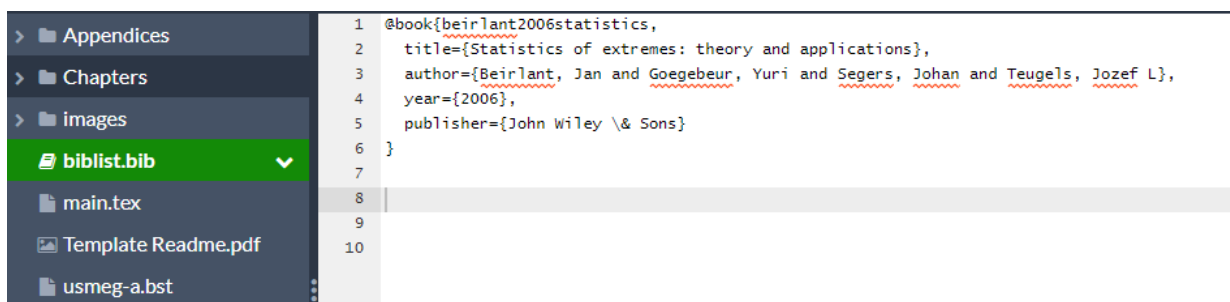 Appendices
Chapters
images
biblist.bib
main.tex
Template Readme.pdf
usmeg-a.bst
1 @book{beirlant2006statistics,
2 title={Statistics of extremes: theory and applications},
3 author={Beirlant, Jan and Goegebeur, Yuri and Segers, Johan and Teugels, Jozef L},
4 year={2006},
5 publisher={John Wiley \& Sons}
6 }
7
8
9
10